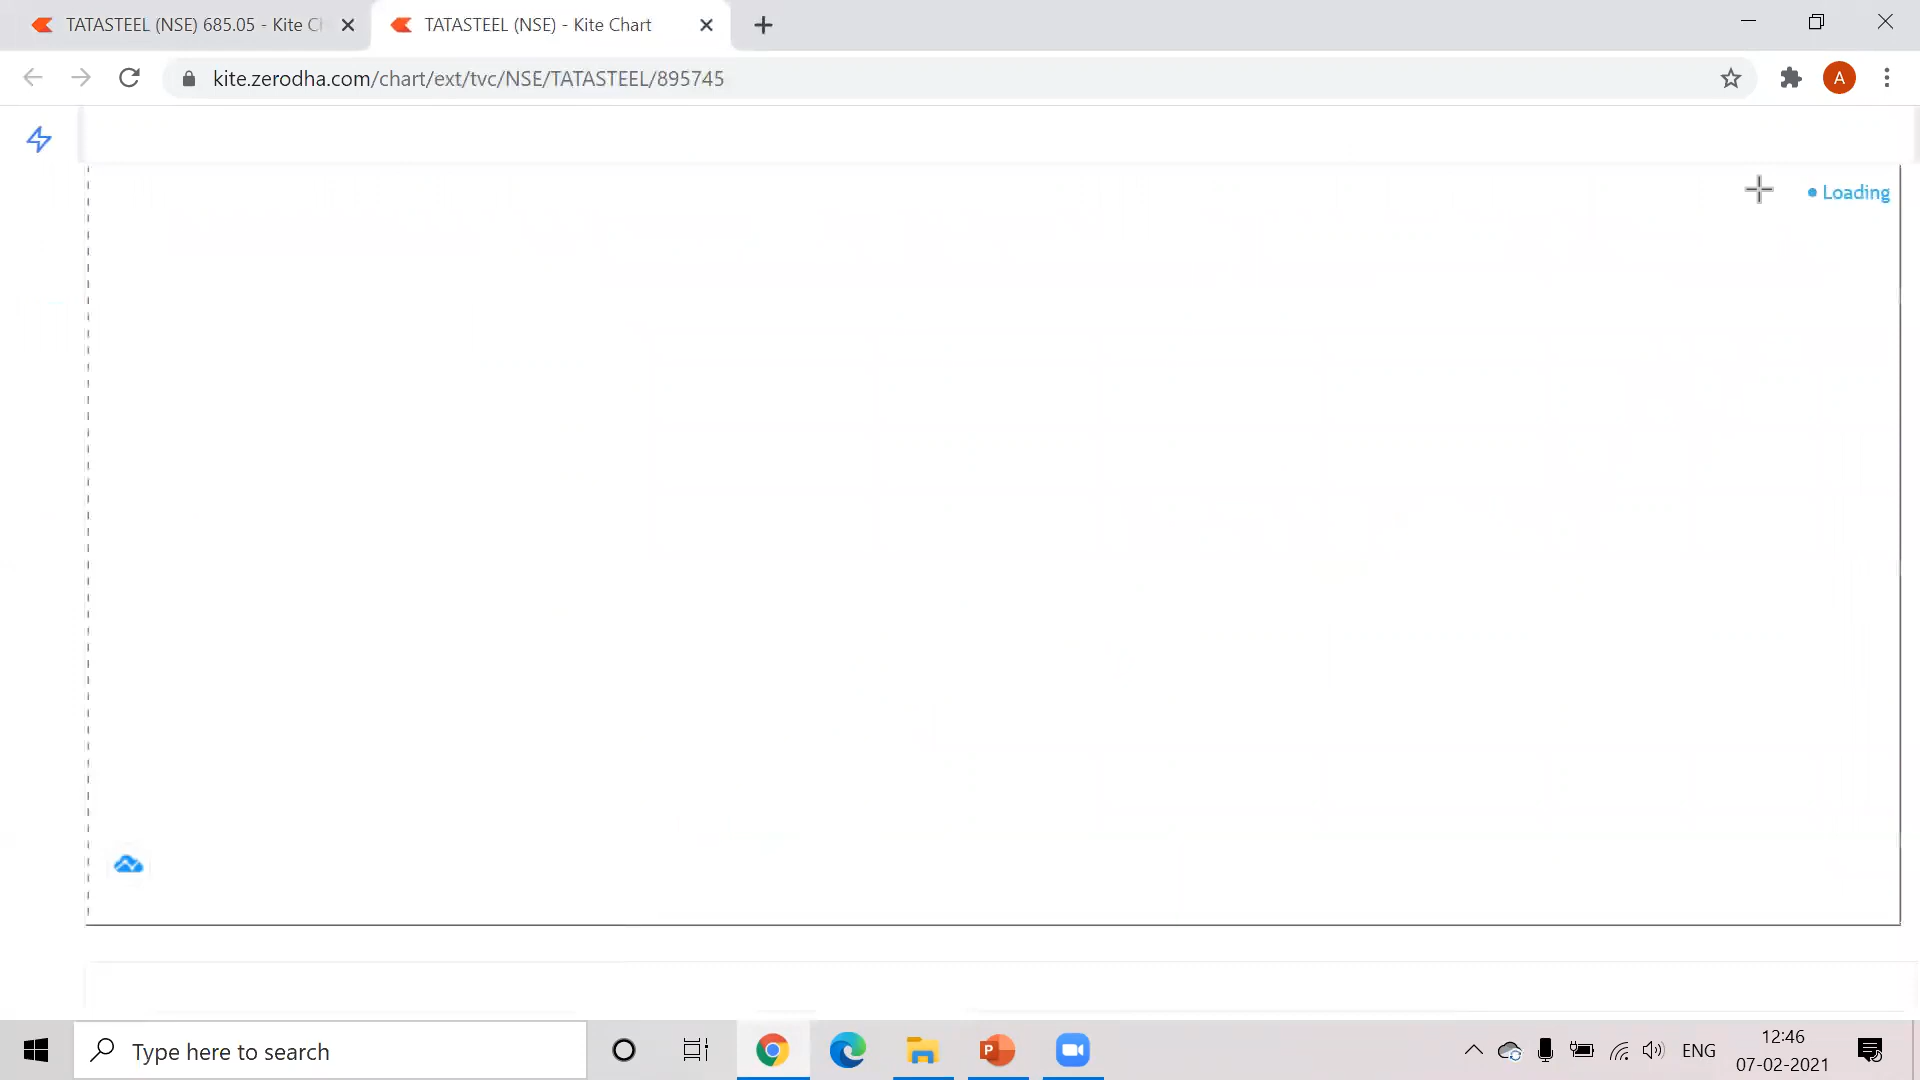 TATASTEEL (NSE) 685.05 - Kite Ch
TATASTEEL (NSE) - Kite Chart
kite.zerodha.com/chart/ext/tvc/NSE/TATASTEEL/895745
A
Loading
Type here to search
P
ENG
12:46
07-02-2021